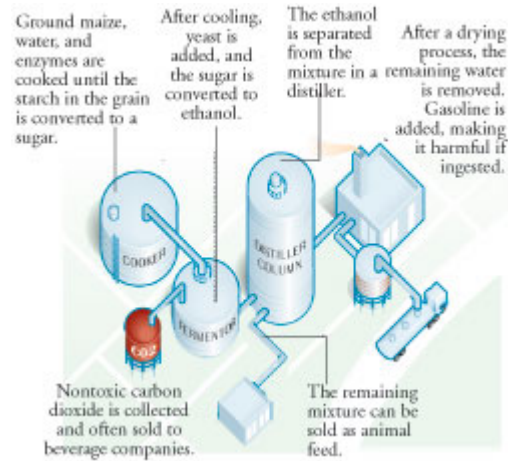 Ground maize,
water, and
enzymes are
cooked until the
starch in the grain
is converted to a
sugar.
After cooling,
yeast is
added, and
the sugar is
converted to
ethanol.
The ethanol
is separated
from the
mixture in a
distiller.
After a drying
process, the
remaining water
is removed.
Gasoline is
added, making
it harmful if
ingested.
COOKER
DISTILLER
COLUMN
FERMENTOR
CO2
Nontoxic carbon
dioxide is collected
and often sold to
beverage companies.
The remaining
mixture can be
sold as animal
feed.